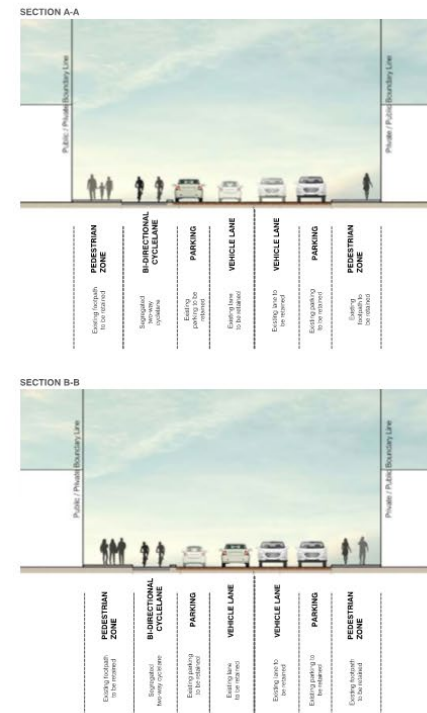 SECTION A-A
Public / Private Boundary Line
Private / Public Boundary Line
PEDESTRIAN
ZONE
Existing footpath
to be retained
BI-DIRECTIONAL
CYCLELANE
Segregated
two-way
cyclelane
PARKING
Existing
parking to be
retained
VEHICLE LANE
Existing lane
to be retained
VEHICLE LANE
Existing lane to
be retained
PARKING
Existing parking
to be retained
PEDESTRIAN
ZONE
Existing
footpath to
be retained
SECTION B-B
Public / Private Boundary Line
Private / Public Boundary Line
PEDESTRIAN
ZONE
Existing footpath
to be retained
BI-DIRECTIONAL
CYCLELANE
Segregated
two-way cyclelane
PARKING
Existing parking
to be retained
VEHICLE LANE
Existing lane
to be retained
VEHICLE LANE
Existing lane to
be retained
PARKING
Existing parking to
be retained
PEDESTRIAN
ZONE
Existing footpath
to be retained